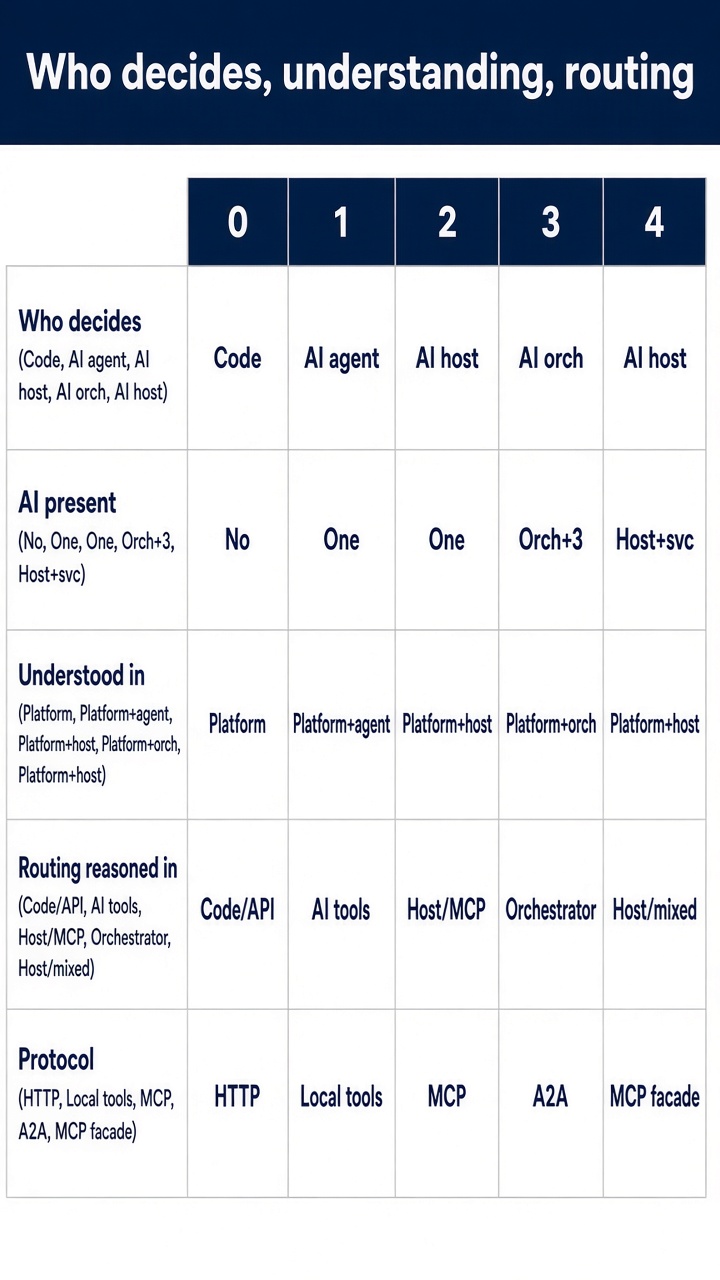 Who decides, understanding, routing
0 1 2 3 4
Who decides
(Code, AI agent, AI
host, AI orch, AI host)
Code AI agent AI host AI orch AI host
AI present
(No, One, One, Orch+3,
Host+svc)
No One One Orch+3 Host+svc
Understood in
(Platform, Platform+agent,
Platform+host, Platform+orch,
Platform+host)
Platform Platform+agent Platform+host Platform+orch Platform+host
Routing reasoned in
(Code/API, AI tools,
Host/MCP, Orchestrator,
Host/mixed)
Code/API AI tools Host/MCP Orchestrator Host/mixed
Protocol
(HTTP, Local tools, MCP,
A2A, MCP facade)
HTTP Local tools MCP A2A MCP facade